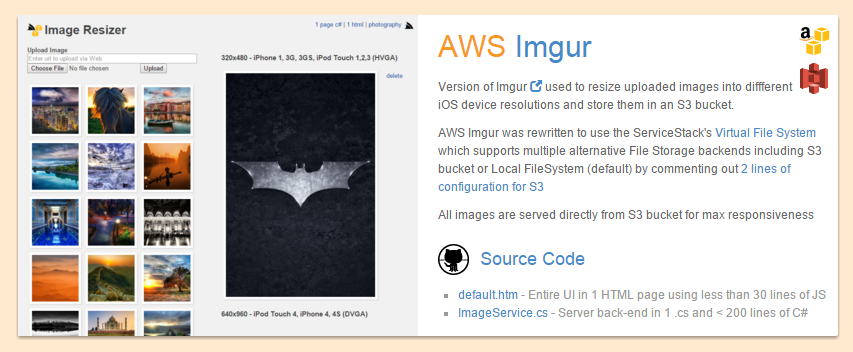 Image Resizer
1 page c# | 1 html | photography
Upload Image
Enter url to upload via Web
Choose File No file chosen Upload
320x480 - iPhone 1, 3G, 3GS, iPod Touch 1,2,3 (HVGA)
delete
640x960 - iPod Touch 4, iPhone 4, 4S (DVGA)
AWS Imgur
a
Version of Imgur used to resize uploaded images into diffferent
iOS device resolutions and store them in an S3 bucket.
AWS Imgur was rewritten to use the ServiceStack's Virtual File System
which supports multiple alternative File Storage backends including S3
bucket or Local FileSystem (default) by commenting out 2 lines of
configuration for S3
All images are served directly from S3 bucket for max responsiveness
Source Code
default.htm - Entire UI in 1 HTML page using less than 30 lines of JS
ImageService.cs - Server back-end in 1 .cs and < 200 lines of C#